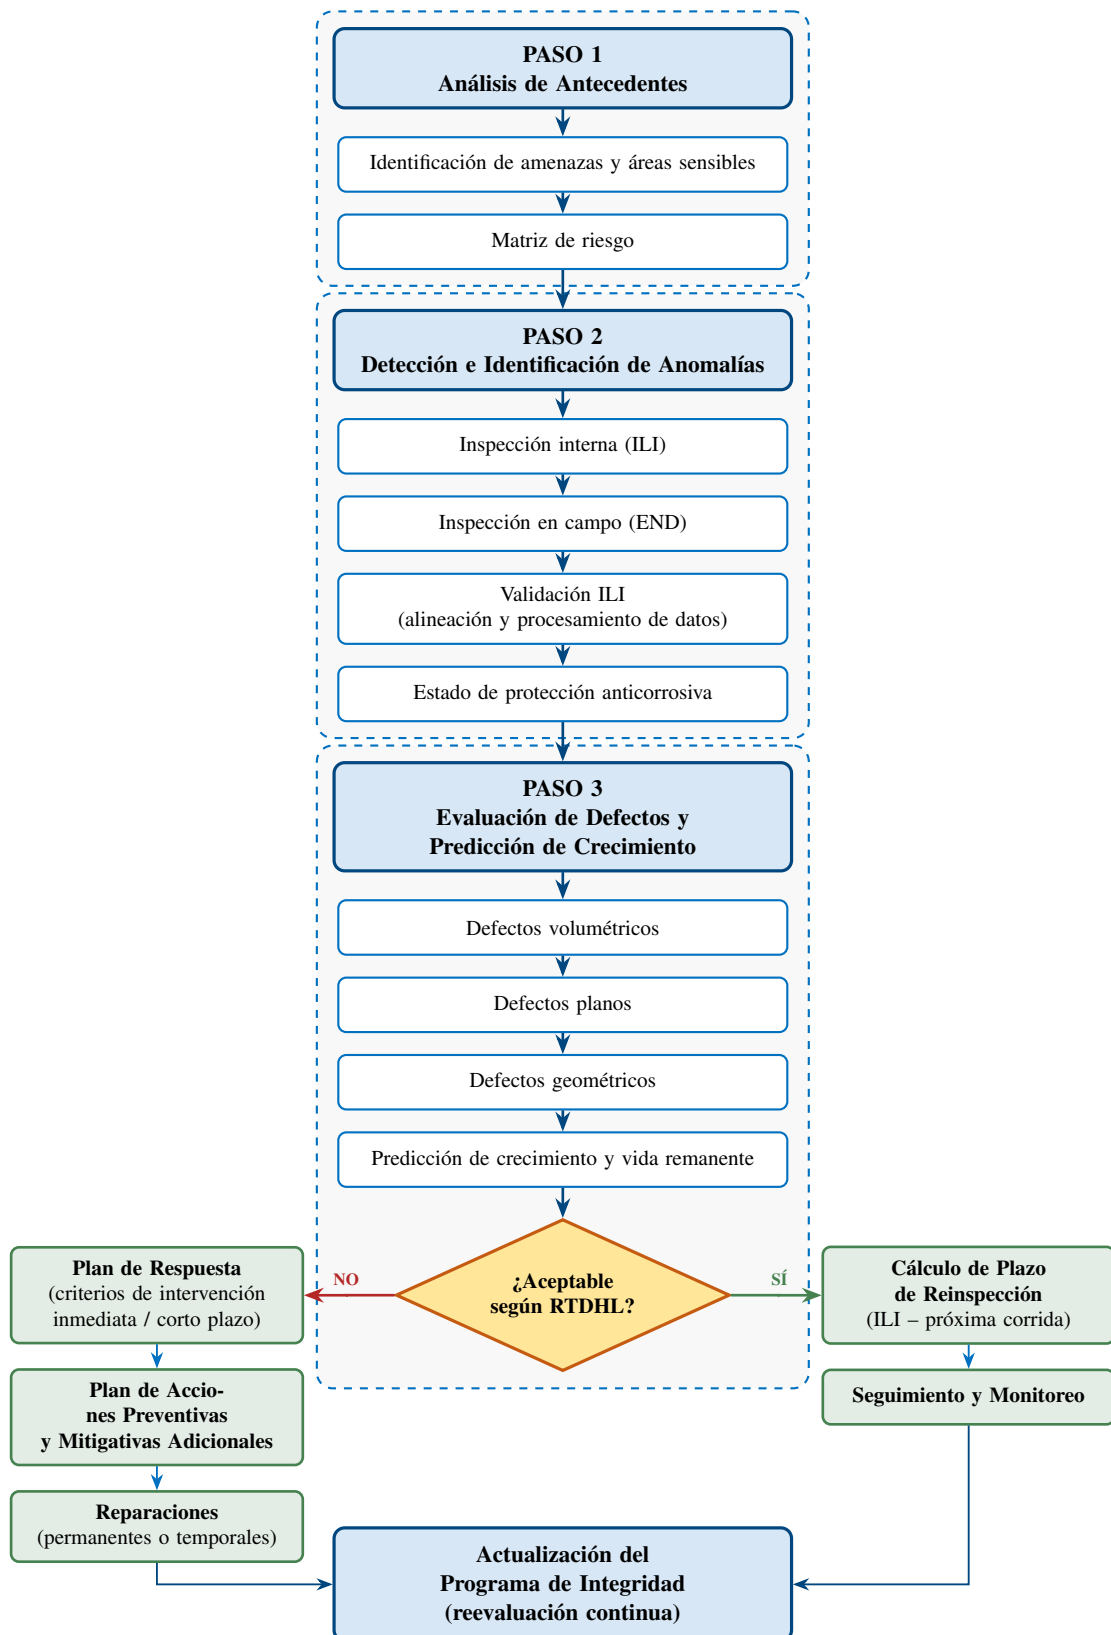 PASO 1
Análisis de Antecedentes
Identificación de amenazas y áreas sensibles
Matriz de riesgo
PASO 2
Detección e Identificación de Anomalías
Inspección interna (ILI)
Inspección en campo (END)
Validación ILI
(alineación y procesamiento de datos)
Estado de protección anticorrosiva
PASO 3
Evaluación de Defectos y
Predicción de Crecimiento
Defectos volumétricos
Defectos planos
Defectos geométricos
Predicción de crecimiento y vida remanente
¿Aceptable
según RTDHL?
NO
SÍ
Plan de Respuesta
(criterios de intervención
inmediata / corto plazo)
Plan de Accio-
nes Preventivas
y Mitigativas Adicionales
Reparaciones
(permanentes o temporales)
Cálculo de Plazo
de Reinspección
(ILI – próxima corrida)
Seguimiento y Monitoreo
Actualización del
Programa de Integridad
(reevaluación continua)